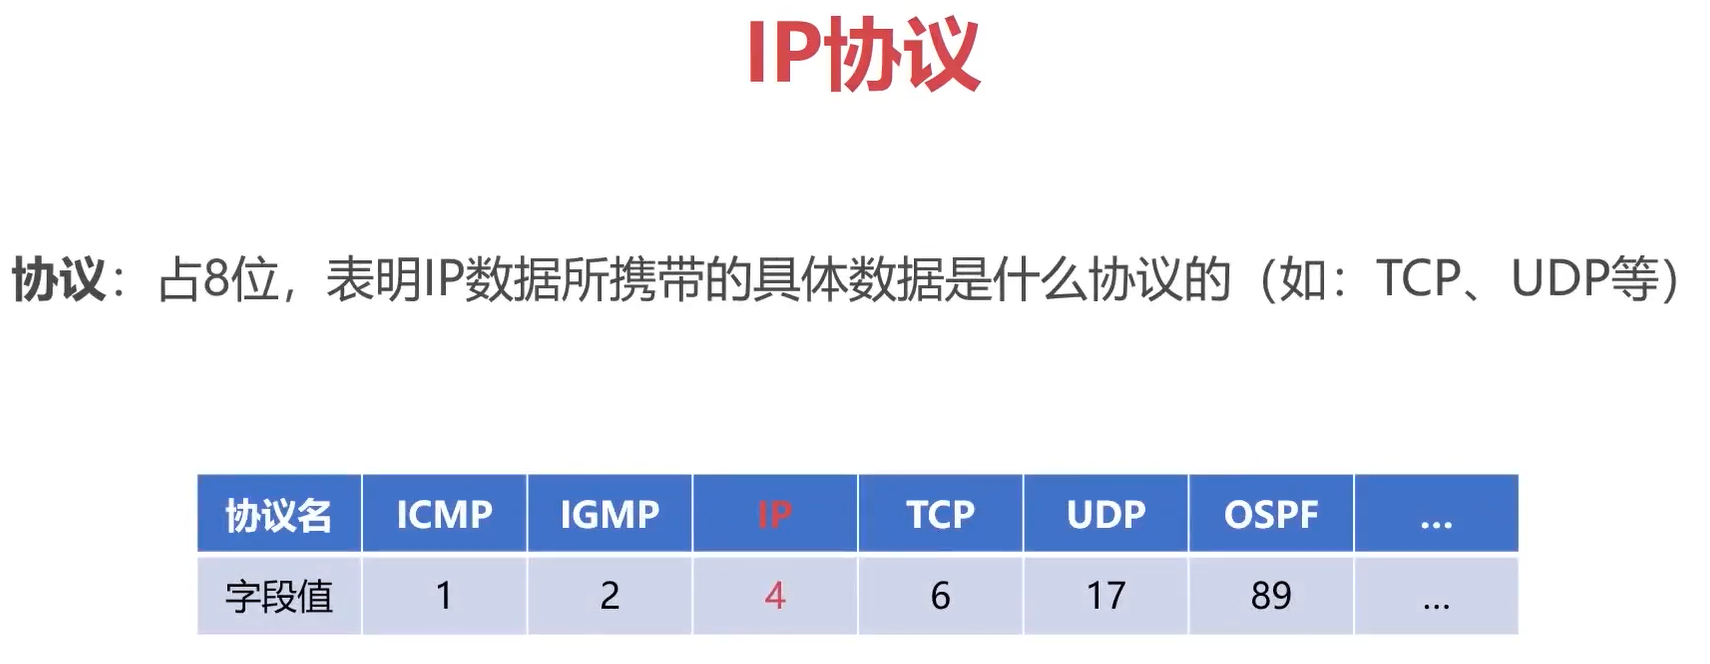 IP协议
协议：占8位，表明IP数据所携带的具体数据是什么协议的（如：TCP、UDP等）
协议名 ICMP IGMP IP TCP UDP OSPF ...
字段值 1 2 4 6 17 89 ...